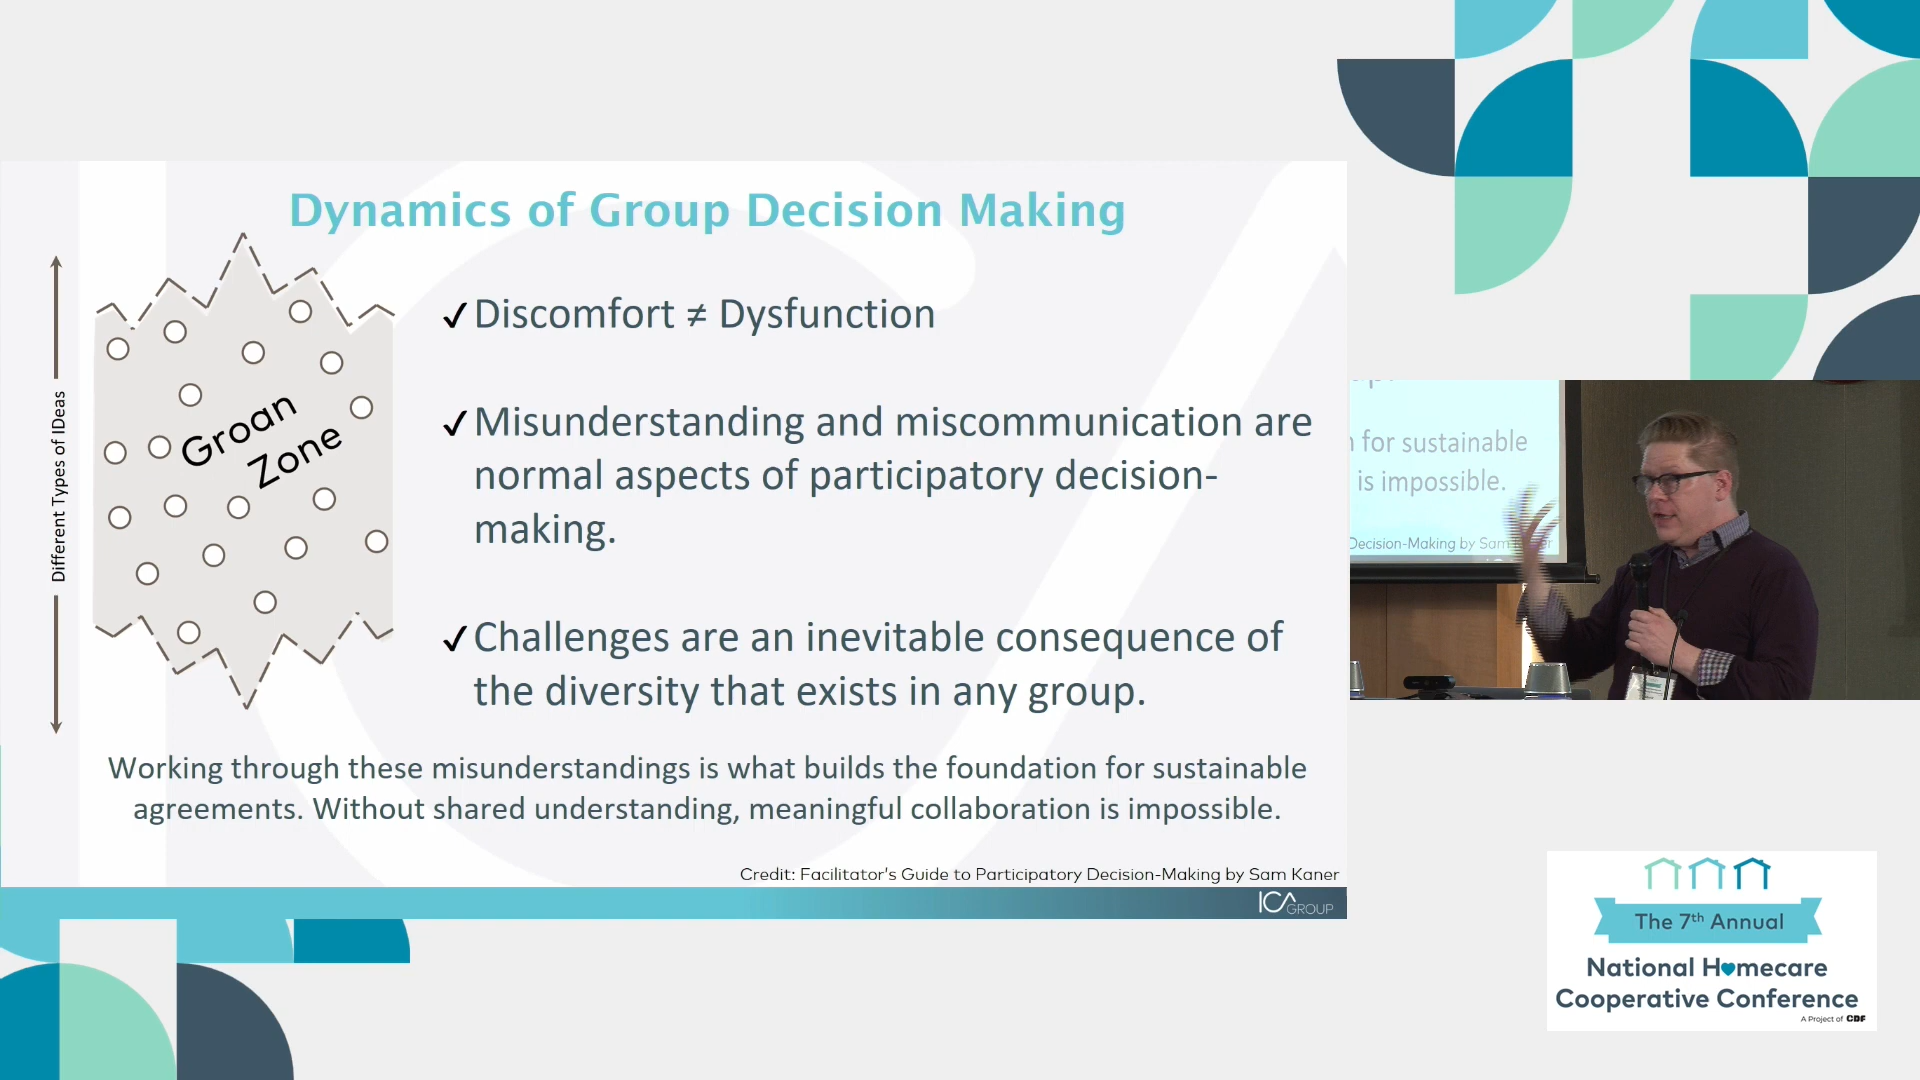 Dynamics of Group Decision Making
Different Types of IDeas
Groan
Zone
✓Discomfort ≠ Dysfunction
✓Misunderstanding and miscommunication are
normal aspects of participatory decision-
making.
✓Challenges are an inevitable consequence of
the diversity that exists in any group.
Working through these misunderstandings is what builds the foundation for sustainable
agreements. Without shared understanding, meaningful collaboration is impossible.
Credit: Facilitator's Guide to Participatory Decision-Making by Sam Kaner
ICA GROUP
for sustainable
is impossible.
Decision-Making by Sam
The 7th Annual
National Homecare
Cooperative Conference
A Project of CDF